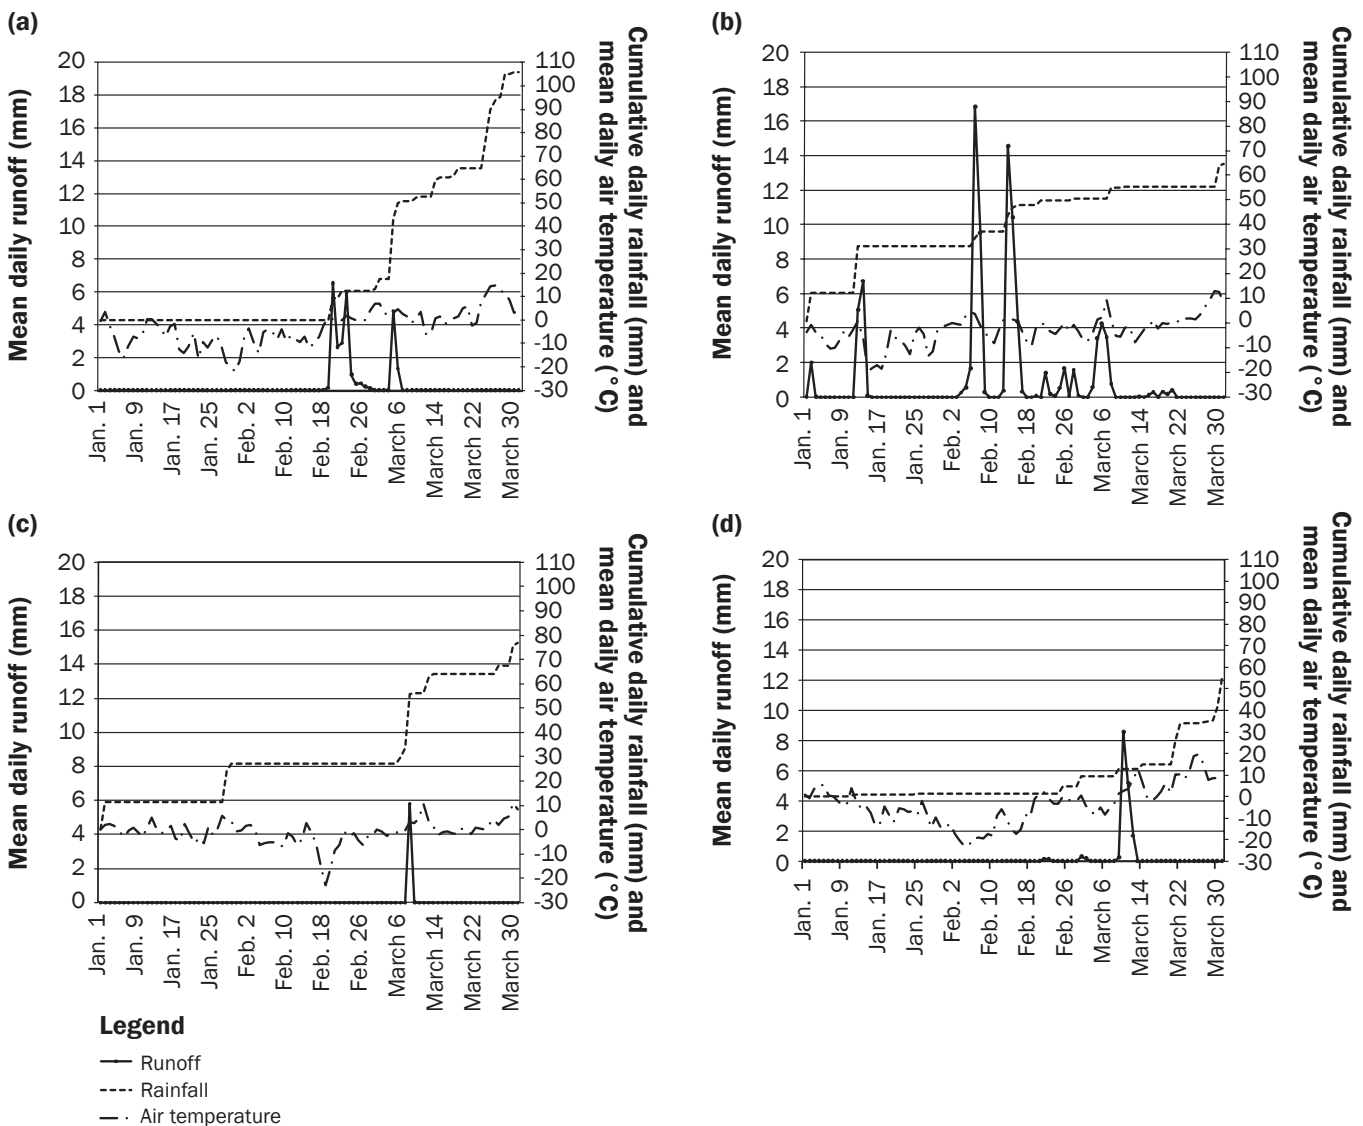 (a)
Mean daily runoff (mm)
20
18
16
14
12
10
8
6
4
2
0
110
100
90
80
70
60
50
40
30
20
10
0
-10
-20
-30
Cumulative daily rainfall (mm) and
mean daily air temperature (°C)
Jan. 1
Jan. 9
Jan. 17
Jan. 25
Feb. 2
Feb. 10
Feb. 18
Feb. 26
March 6
March 14
March 22
March 30
(b)
Mean daily runoff (mm)
20
18
16
14
12
10
8
6
4
2
0
110
100
90
80
70
60
50
40
30
20
10
0
-10
-20
-30
Cumulative daily rainfall (mm) and
mean daily air temperature (°C)
Jan. 1
Jan. 9
Jan. 17
Jan. 25
Feb. 2
Feb. 10
Feb. 18
Feb. 26
March 6
March 14
March 22
March 30
(c)
Mean daily runoff (mm)
20
18
16
14
12
10
8
6
4
2
0
110
100
90
80
70
60
50
40
30
20
10
0
-10
-20
-30
Cumulative daily rainfall (mm) and
mean daily air temperature (°C)
Jan. 1
Jan. 9
Jan. 17
Jan. 25
Feb. 2
Feb. 10
Feb. 18
Feb. 26
March 6
March 14
March 22
March 30
(d)
Mean daily runoff (mm)
20
18
16
14
12
10
8
6
4
2
0
110
100
90
80
70
60
50
40
30
20
10
0
-10
-20
-30
Cumulative daily rainfall (mm) and
mean daily air temperature (°C)
Jan. 1
Jan. 9
Jan. 17
Jan. 25
Feb. 2
Feb. 10
Feb. 18
Feb. 26
March 6
March 14
March 22
March 30
Legend
Runoff
Rainfall
Air temperature